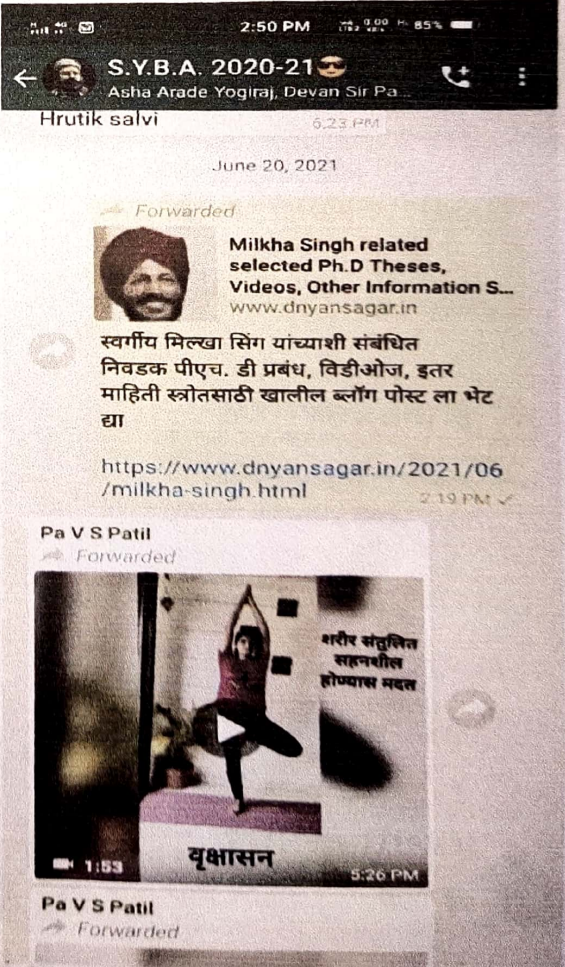 2:50 PM
4G
0.00
85%
S.Y.B.A. 2020-21😎
Asha Arade Yogiraj, Devan Sir Pa...
Hrutik salvi
6:23 PM
June 20, 2021
Forwarded
Milkha Singh related
selected Ph.D Theses,
Videos, Other Information S...
www.dnyansagar.in
स्वर्गीय मिल्खा सिंग यांच्याशी संबंधित
निवडक पीएच. डी प्रबंध, विडीओज, इतर
माहिती स्त्रोतसाठी खालील ब्लॉग पोस्ट ला भेट
द्या
https://www.dnyansagar.in/2021/06
/milkha-singh.html
2:19 PM
Pa V S Patil
Forwarded
शरीर संतुलित
सहनशील
होण्यास मदत
वृक्षासन
1:53
5:26 PM
Pa V S Patil
Forwarded